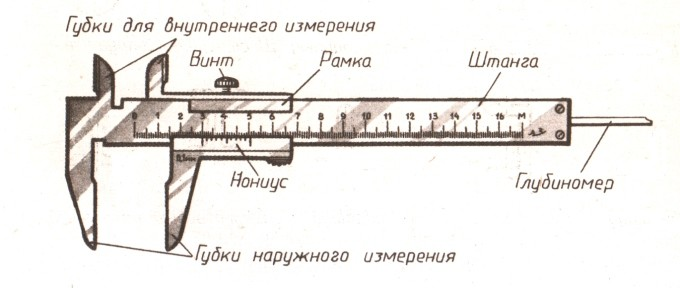 Губки для внутреннего измерения
Винт
Рамка
Штанга
0 1 2 3 4 5 6 7 8 9 10 11 12 13 14 15 16 M
Нониус
Глубиномер
Губки наружного измерения